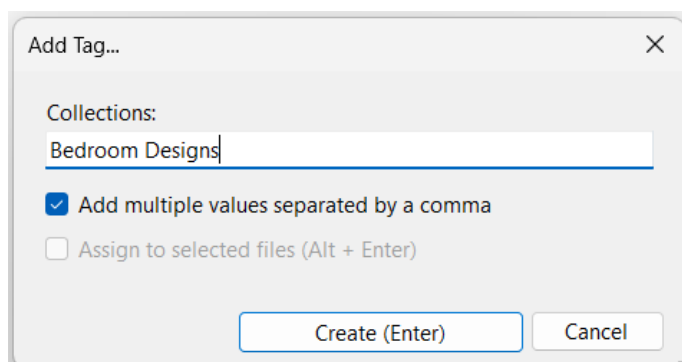 Add Tag...
Collections:
Bedroom Designs
Add multiple values separated by a comma
Assign to selected files (Alt + Enter)
Create (Enter) Cancel